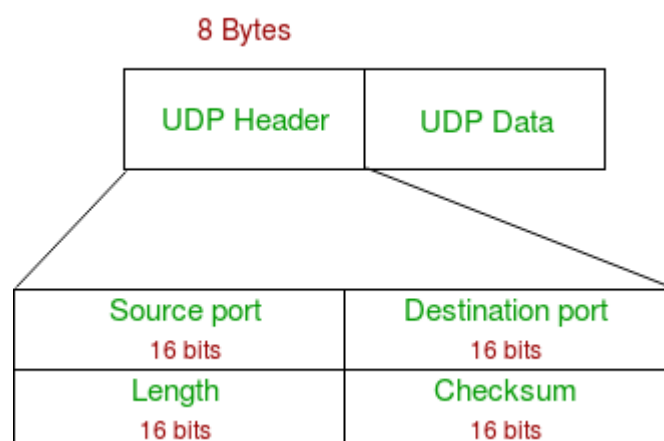 8 Bytes
UDP Header UDP Data
Source port Destination port
16 bits 16 bits
Length Checksum
16 bits 16 bits